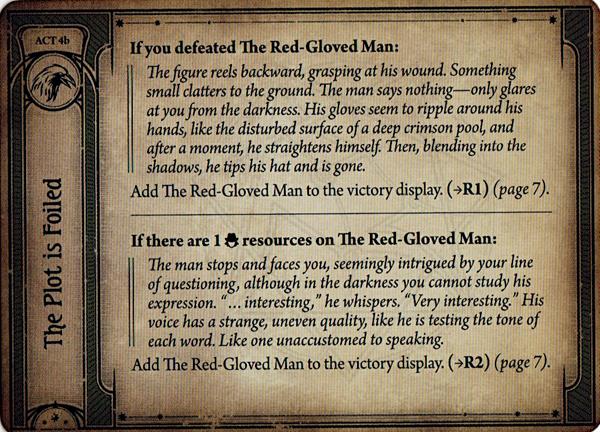 ACT 4b
The Plot is Foiled
If you defeated The Red-Gloved Man:
The figure reels backward, grasping at his wound. Something
small clatters to the ground. The man says nothing—only glares
at you from the darkness. His gloves seem to ripple around his
hands, like the disturbed surface of a deep crimson pool, and
after a moment, he straightens himself. Then, blending into the
shadows, he tips his hat and is gone.
Add The Red-Gloved Man to the victory display. (→R1) (page 7).
If there are 1 resources on The Red-Gloved Man:
The man stops and faces you, seemingly intrigued by your line
of questioning, although in the darkness you cannot study his
expression. “… interesting,” he whispers. “Very interesting.” His
voice has a strange, uneven quality, like he is testing the tone of
each word. Like one unaccustomed to speaking.
Add The Red-Gloved Man to the victory display. (→R2) (page 7).